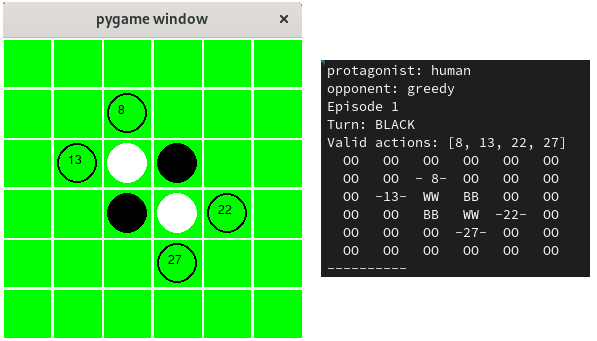 pygame window ×
8
13
22
27
protagonist: human
opponent: greedy
Episode 1
Turn: BLACK
Valid actions: [8, 13, 22, 27]
OO OO OO OO OO OO
OO OO - 8- OO OO OO
OO -13- WW BB OO OO
OO OO BB WW -22- OO
OO OO OO -27- OO OO
OO OO OO OO OO OO
----------